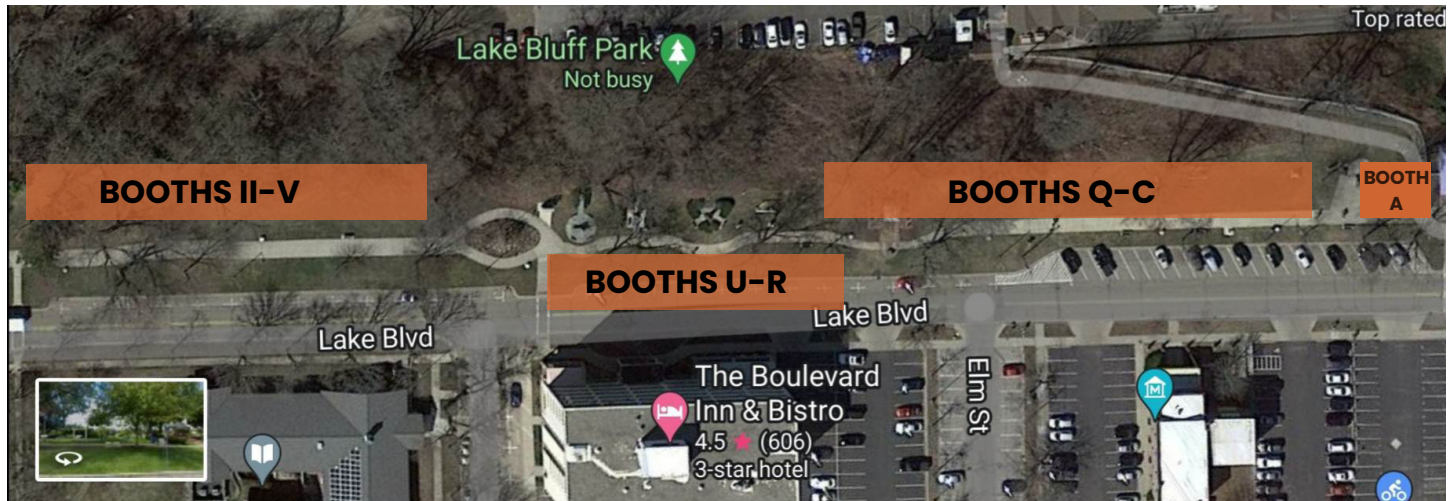 Top rated
Lake Bluff Park
Not busy
BOOTHS II-V
BOOTHS Q-C
BOOTH
A
BOOTHS U-R
Lake Blvd
Lake Blvd
The Boulevard
Inn & Bistro
4.5 ★ (606)
3-star hotel
Elm St
M